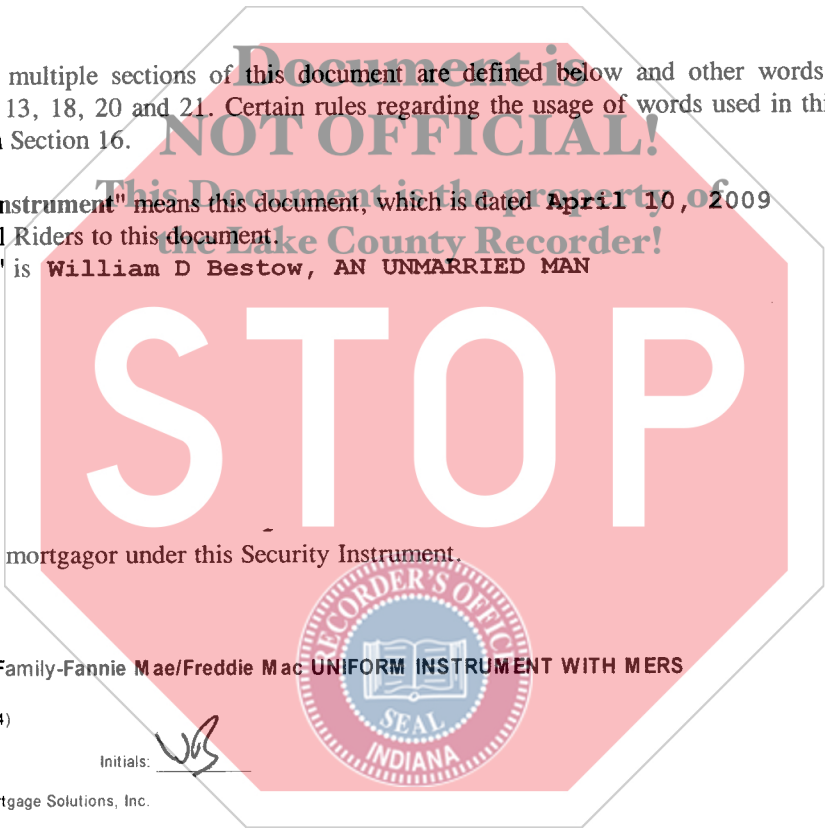 Document is
multiple sections of this document are defined below and other words
13, 18, 20 and 21. Certain rules regarding the usage of words used in thi
Section 16.
NOT OFFICIAL!
This Document is the property of
nstrument" means this document, which is dated April 10, 2009
the Lake County Recorder!
l Riders to this document.
" is William D Bestow, AN UNMARRIED MAN
STOP
mortgagor under this Security Instrument.
RECORDER'S OFFICE
SEAL
INDIANA
Family-Fannie Mae/Freddie Mac UNIFORM INSTRUMENT WITH MERS
4)
Initials: WB
tgage Solutions, Inc.